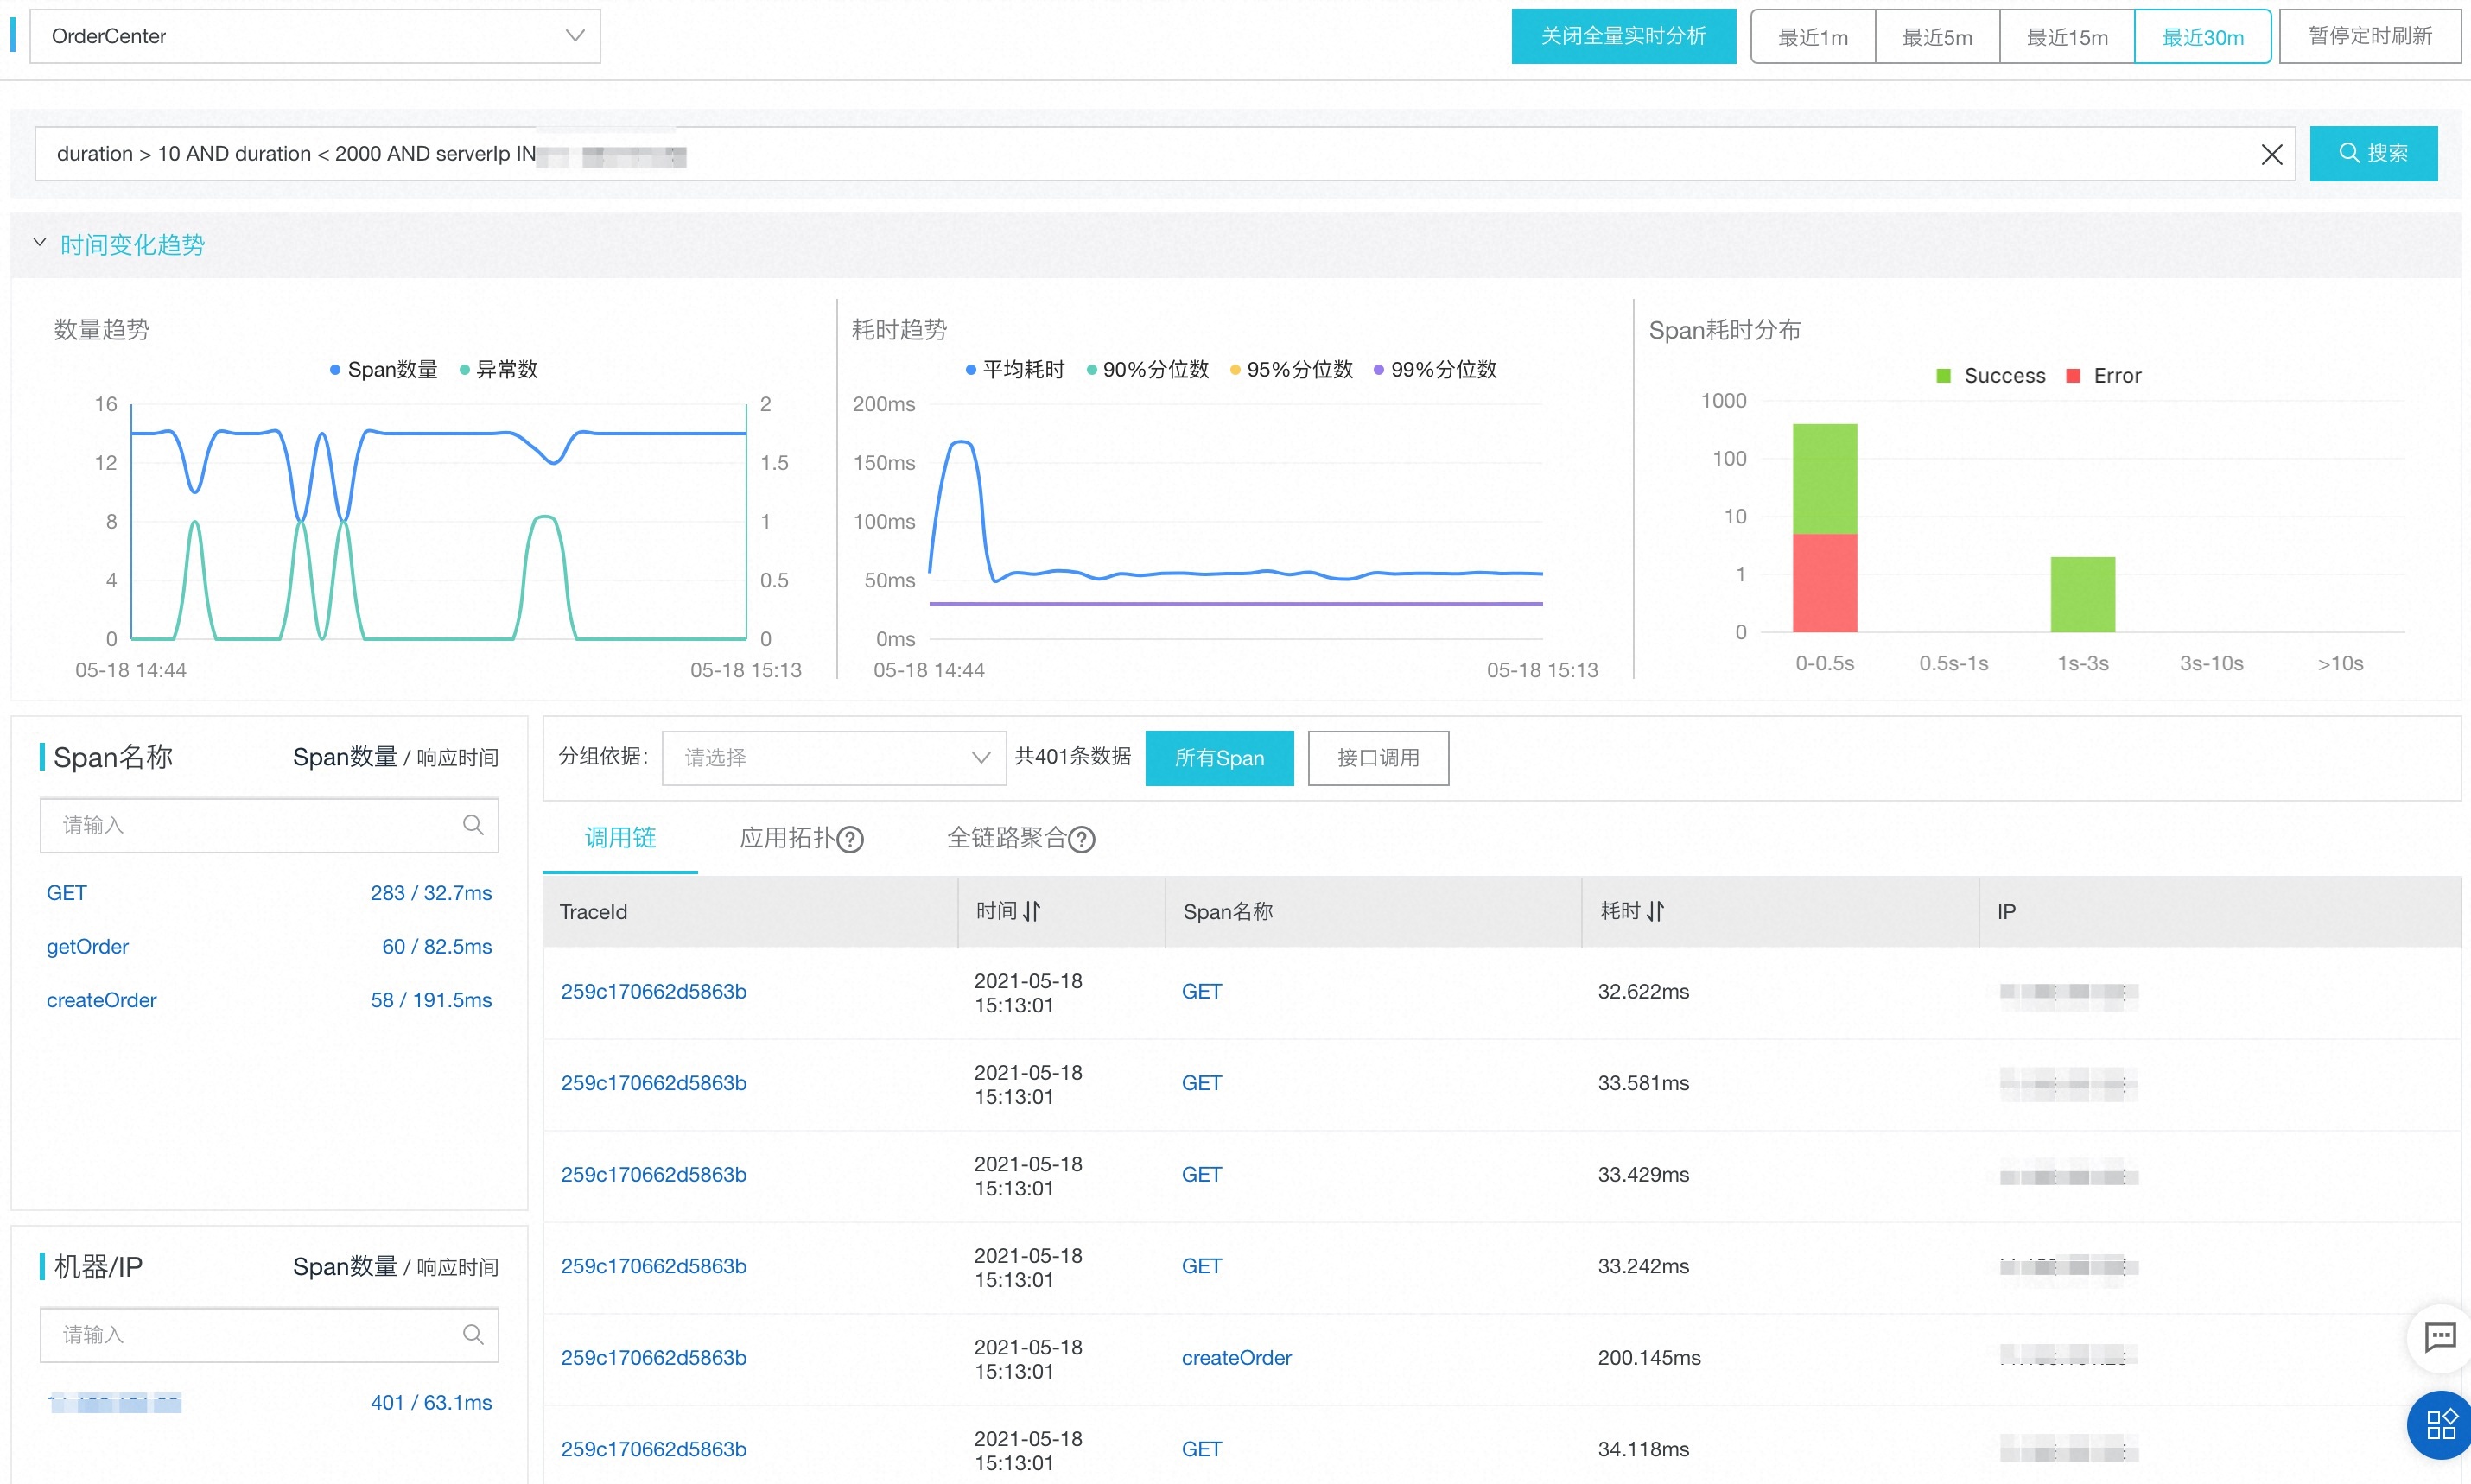 OrderCenter
关闭全量实时分析
最近1m
最近5m
最近15m
最近30m
暂停定时刷新
duration > 10 AND duration < 2000 AND serverIp IN
搜索
时间变化趋势
数量趋势
Span数量
异常数
16
12
8
4
0
2
1.5
1
0.5
0
05-18 14:44
05-18 15:13
耗时趋势
平均耗时
90%分位数
95%分位数
99%分位数
200ms
150ms
100ms
50ms
0ms
05-18 14:44
05-18 15:13
Span耗时分布
Success
Error
1000
100
10
1
0
0-0.5s
0.5s-1s
1s-3s
3s-10s
>10s
Span名称
Span数量 / 响应时间
请输入
GET 283 / 32.7ms
getOrder 60 / 82.5ms
createOrder 58 / 191.5ms
机器/IP
Span数量 / 响应时间
请输入
401 / 63.1ms
分组依据:
请选择
共401条数据
所有Span
接口调用
调用链
应用拓扑?
全链路聚合?
TraceId 时间 Span名称 耗时 IP
259c170662d5863b 2021-05-18 15:13:01 GET 32.622ms
259c170662d5863b 2021-05-18 15:13:01 GET 33.581ms
259c170662d5863b 2021-05-18 15:13:01 GET 33.429ms
259c170662d5863b 2021-05-18 15:13:01 GET 33.242ms
259c170662d5863b 2021-05-18 15:13:01 createOrder 200.145ms
259c170662d5863b 2021-05-18 15:13:01 GET 34.118ms